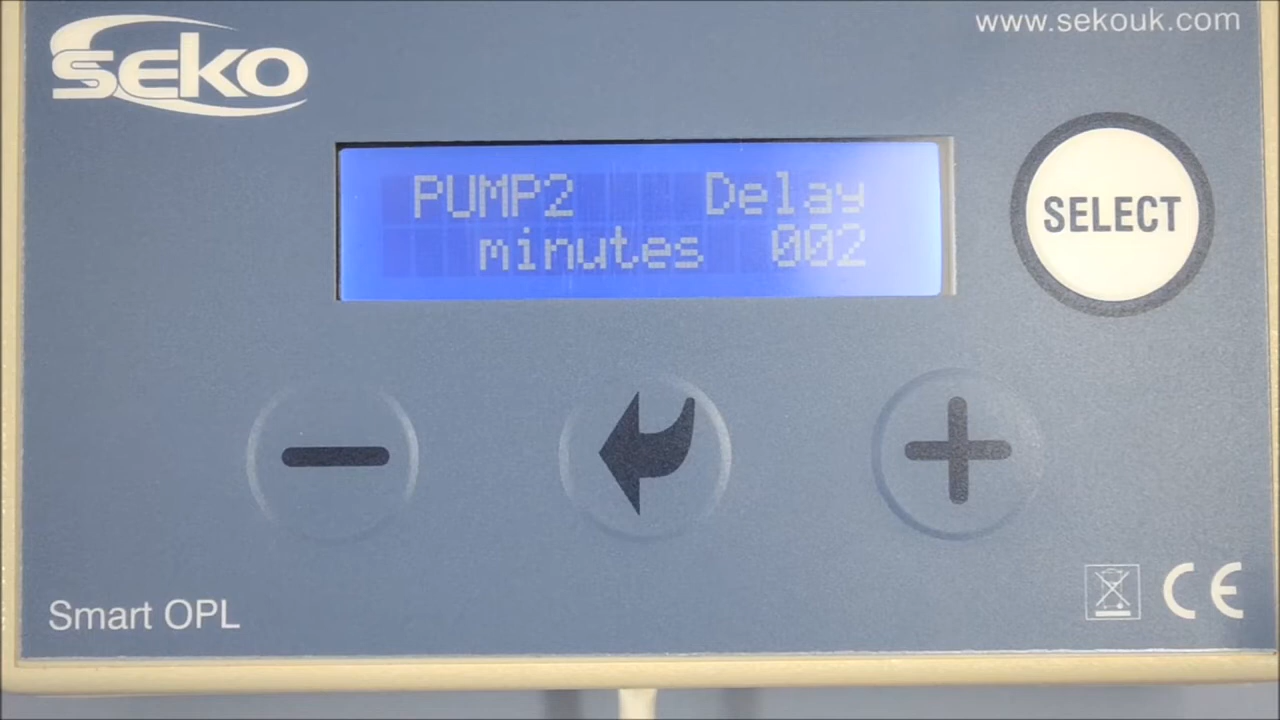 seko
www.sekouk.com
PUMP2 Delay
minutes 002
SELECT
Smart OPL
CE